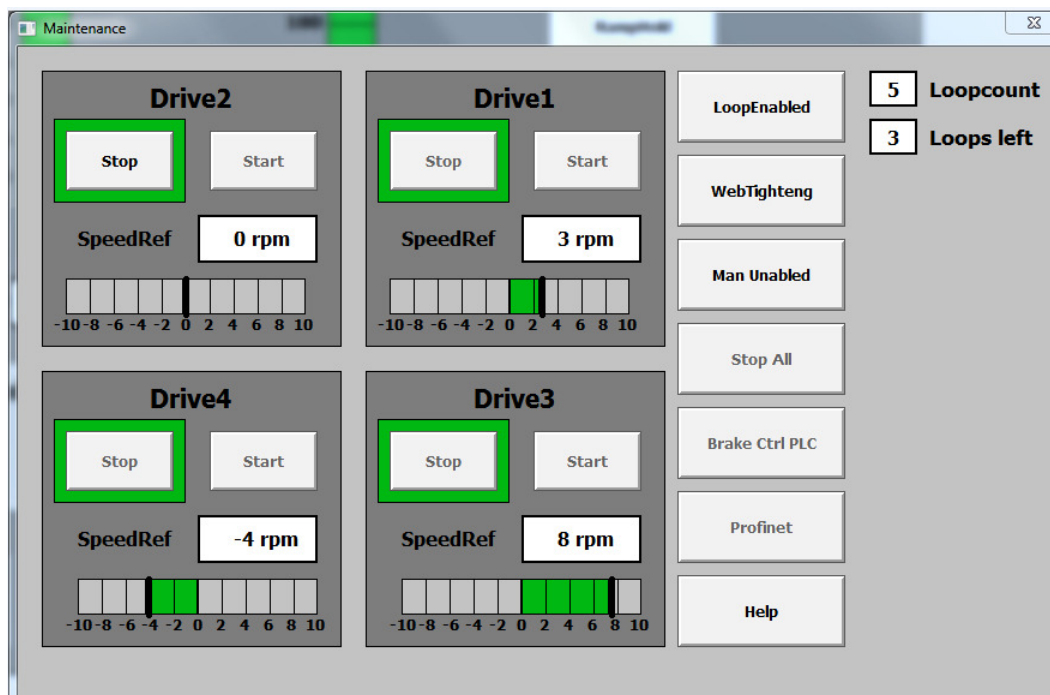 Maintenance
Drive2
Stop Start
SpeedRef 0 rpm
-10 -8 -6 -4 -2 0 2 4 6 8 10
Drive1
Stop Start
SpeedRef 3 rpm
-10 -8 -6 -4 -2 0 2 4 6 8 10
Drive4
Stop Start
SpeedRef -4 rpm
-10 -8 -6 -4 -2 0 2 4 6 8 10
Drive3
Stop Start
SpeedRef 8 rpm
-10 -8 -6 -4 -2 0 2 4 6 8 10
LoopEnabled
WebTighteng
Man Unabled
Stop All
Brake Ctrl PLC
Profinet
Help
5 Loopcount
3 Loops left